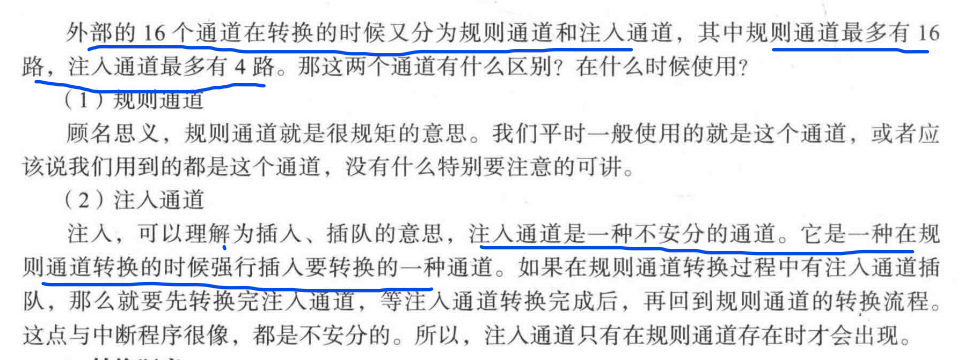 外部的 16 个通道在转换的时候又分为规则通道和注入通道，其中规则通道最多有 16
路，注入通道最多有 4 路。那这两个通道有什么区别？在什么时候使用？
（1）规则通道
顾名思义，规则通道就是很规矩的意思。我们平时一般使用的就是这个通道，或者应
该说我们用到的都是这个通道，没有什么特别要注意的可讲。
（2）注入通道
注入，可以理解为插入、插队的意思，注入通道是一种不安分的通道。它是一种在规
则通道转换的时候强行插入要转换的一种通道。如果在规则通道转换过程中有注入通道插
队，那么就要先转换完注入通道，等注入通道转换完成后，再回到规则通道的转换流程。
这点与中断程序很像，都是不安分的。所以，注入通道只有在规则通道存在时才会出现。